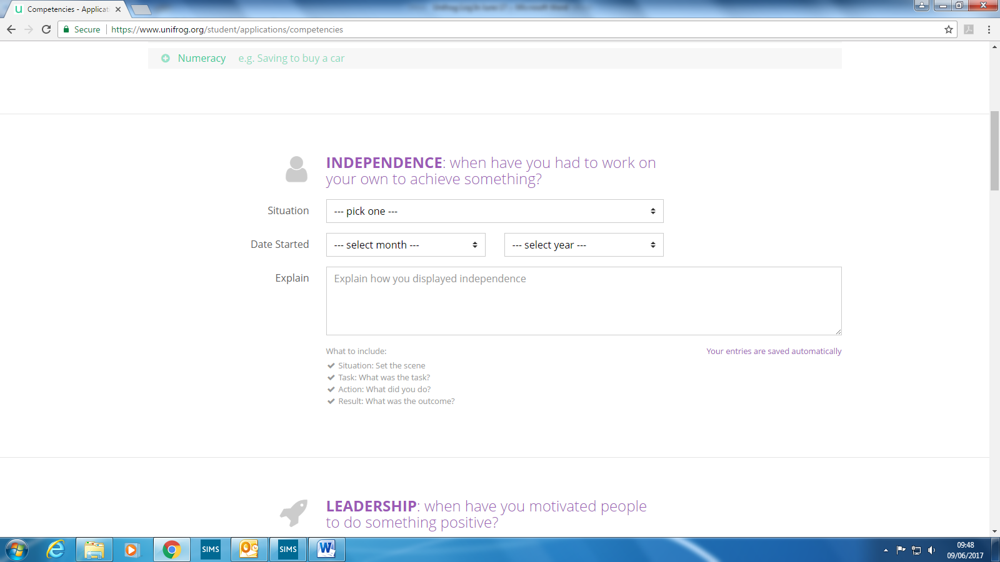 Competencies - Applicat
Secure
https://www.unifrog.org/student/applications/competencies
Numeracy e.g. Saving to buy a car
INDEPENDENCE: when have you had to work on
your own to achieve something?
Situation
--- pick one ---
Date Started
--- select month ---
--- select year ---
Explain
Explain how you displayed independence
What to include:
Your entries are saved automatically
Situation: Set the scene
Task: What was the task?
Action: What did you do?
Result: What was the outcome?
LEADERSHIP: when have you motivated people
to do something positive?
SIMS
SIMS
09:48
09/06/2017